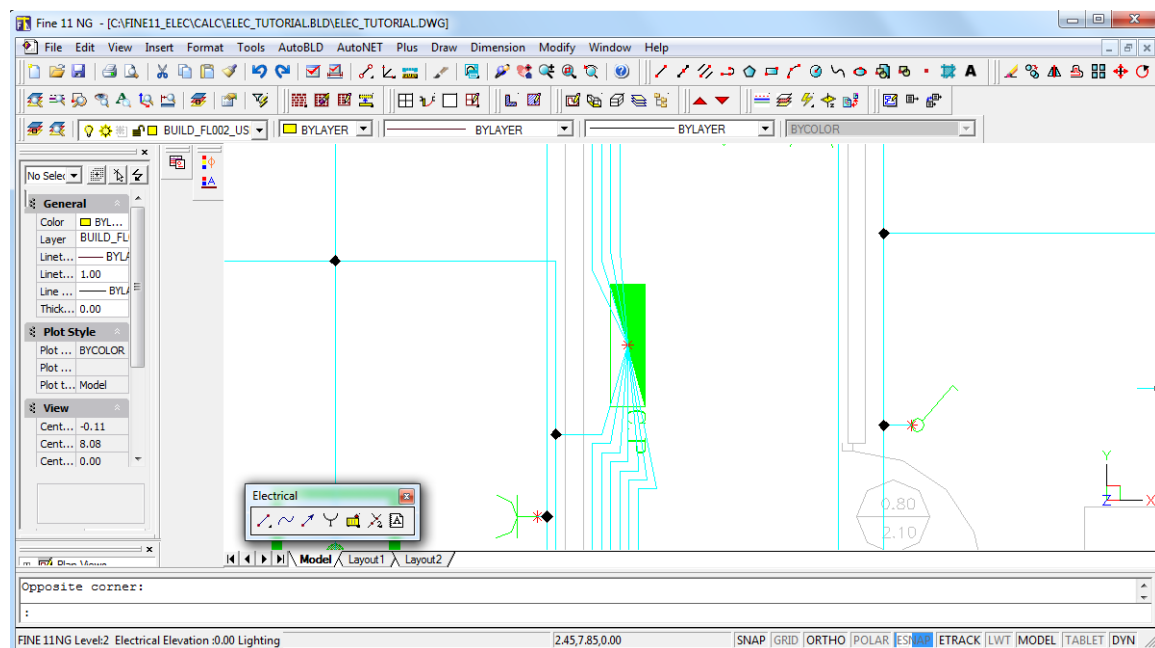 Fine 11 NG - [C:\FINE11_ELEC\CALC\ELEC_TUTORIAL.BLD\ELEC_TUTORIAL.DWG]
File Edit View Insert Format Tools AutoBLD AutoNET Plus Draw Dimension Modify Window Help
BUILD_FL002_US BYLAYER BYLAYER BYLAYER BYCOLOR
No Selec
General
Color BYL...
Layer BUILD_FL
Linet... BYLA
Linet... 1.00
Line ... BYLA
Thick... 0.00
Plot Style
Plot ... BYCOLOR
Plot ...
Plot t... Model
View
Cent... -0.11
Cent... 8.08
Cent... 0.00
0.80
2.10
Y
Z X
Electrical
Model Layout1 Layout2
Opposite corner:
:
FINE 11NG Level:2 Electrical Elevation :0.00 Lighting 2.45,7.85,0.00 SNAP GRID ORTHO POLAR ESNAP ETRACK LWT MODEL TABLET DYN